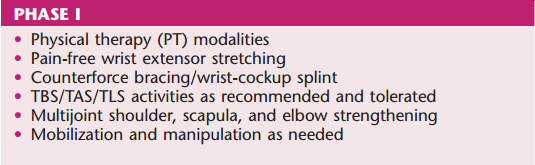 PHASE I
• Physical therapy (PT) modalities
• Pain-free wrist extensor stretching
• Counterforce bracing/wrist-cockup splint
• TBS/TAS/TLS activities as recommended and tolerated
• Multijoint shoulder, scapula, and elbow strengthening
• Mobilization and manipulation as needed